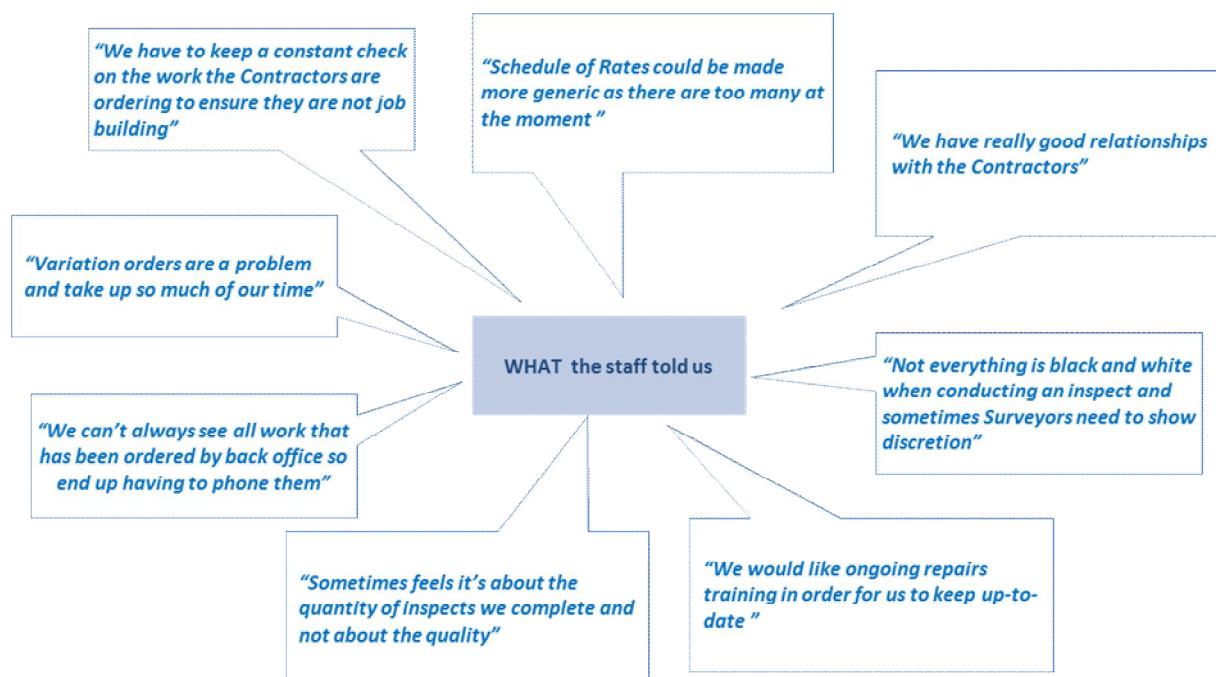 “We have to keep a constant check
on the work the Contractors are
ordering to ensure they are not job
building”
“Schedule of Rates could be made
more generic as there are too many at
the moment ”
“We have really good relationships
with the Contractors”
“Variation orders are a problem
and take up so much of our time”
WHAT the staff told us
“Not everything is black and white
when conducting an inspect and
sometimes Surveyors need to show
discretion”
“We can’t always see all work that
has been ordered by back office so
end up having to phone them”
“Sometimes feels it’s about the
quantity of inspects we complete and
not about the quality”
“We would like ongoing repairs
training in order for us to keep up-to-
date ”